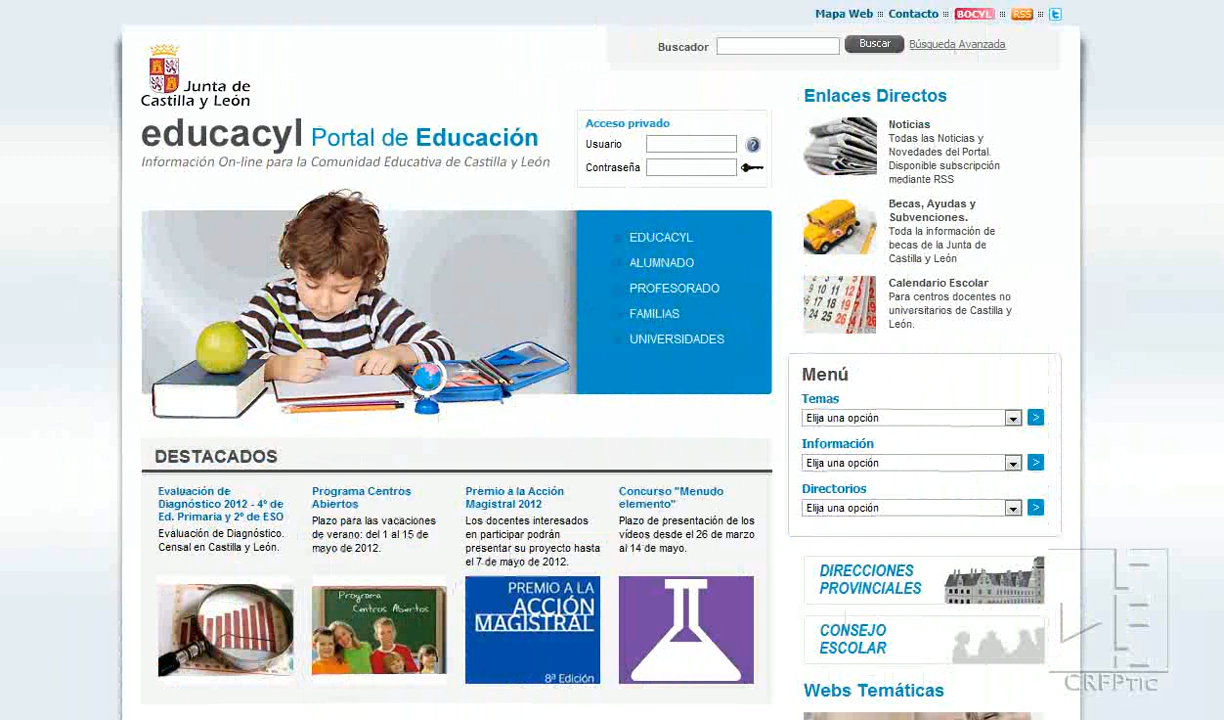 Mapa Web :: Contacto :: BOCYL :: RSS ::
Buscador Buscar Búsqueda Avanzada
Junta de
Castilla y León
educacyl Portal de Educación
Información On-line para la Comunidad Educativa de Castilla y León
Acceso privado
Usuario
Contraseña
EDUCACYL
ALUMNADO
PROFESORADO
FAMILIAS
UNIVERSIDADES
Enlaces Directos
Noticias
Todas las Noticias y
Novedades del Portal.
Disponible subscripción
mediante RSS
Becas, Ayudas y
Subvenciones.
Toda la información de
becas de la Junta de
Castilla y León
Calendario Escolar
Para centros docentes no
universitarios de Castilla y
León.
Menú
Temas
Elija una opción >
Información
Elija una opción >
Directorios
Elija una opción >
DESTACADOS
Evaluación de
Diagnóstico 2012 - 4º de
Ed. Primaria y 2º de ESO
Evaluación de Diagnóstico.
Censal en Castilla y León.
Programa Centros
Abiertos
Plazo para las vacaciones
de verano: del 1 al 15 de
mayo de 2012.
Programa
Centros Abiertos
Premio a la Acción
Magistral 2012
Los docentes interesados
en participar podrán
presentar su proyecto hasta
el 7 de mayo de 2012.
PREMIO A LA
ACCIÓN
MAGISTRAL
8ª Edición
Concurso "Menudo
elemento"
Plazo de presentación de los
vídeos desde el 26 de marzo
al 14 de mayo.
DIRECCIONES
PROVINCIALES
CONSEJO
ESCOLAR
Webs Temáticas
CRFPTIC